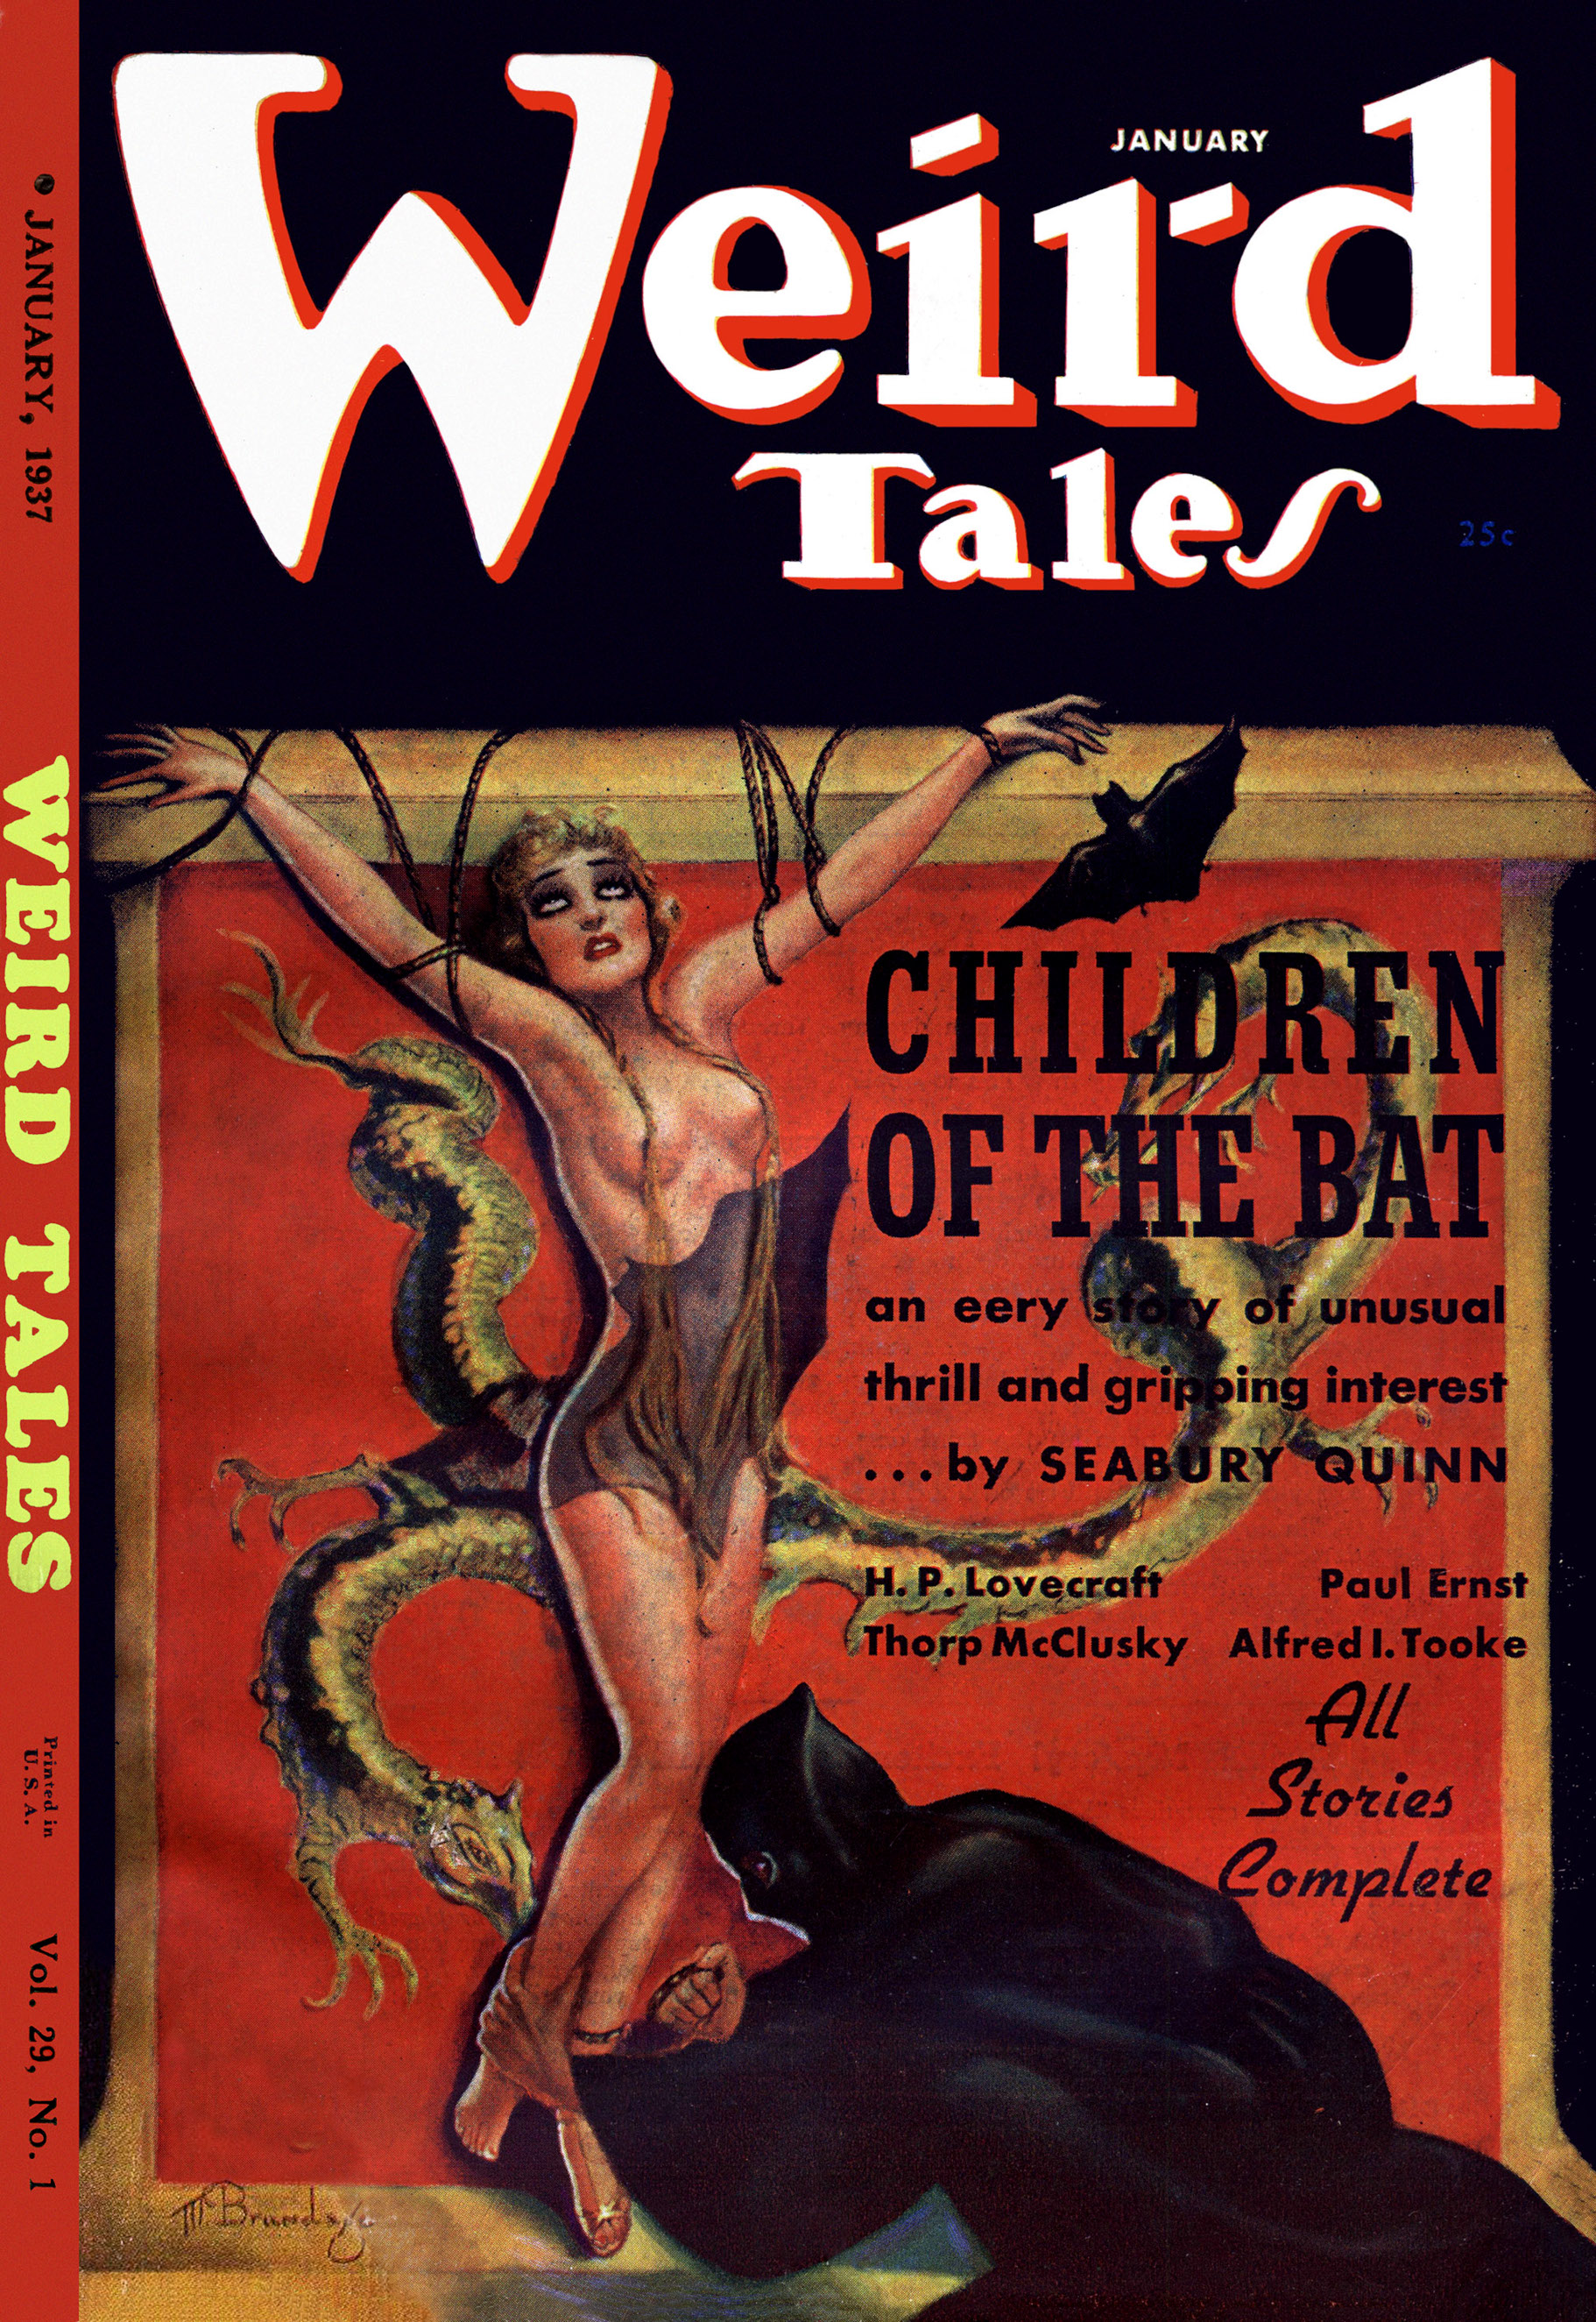 JANUARY
Weird
Tales
25c
CHILDREN
OF THE BAT
an eery story of unusual
thrill and gripping interest
...by SEABURY QUINN
H. P. Lovecraft Paul Ernst
Thorp McClusky Alfred I. Tooke
All
Stories
Complete
M. Brundage
• JANUARY, 1937
WEIRD TALES
Printed in
U. S. A.
Vol. 29, No. 1